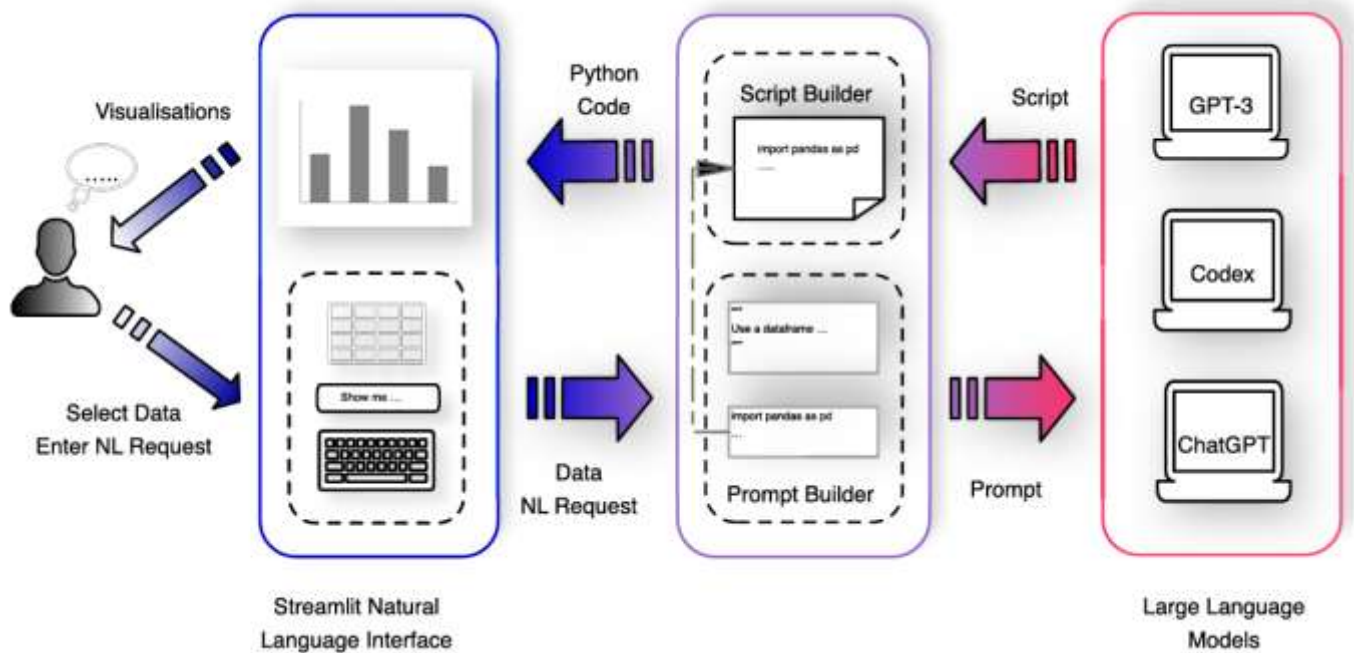 Visualisations
.....
Select Data
Enter NL Request
Show me ...
Streamlit Natural
Language Interface
Python
Code
Data
NL Request
Script Builder
import pandas as pd
......
"""
Use a dataframe ...
"""
import pandas as pd
...
Prompt Builder
Script
Prompt
GPT-3
Codex
ChatGPT
Large Language
Models